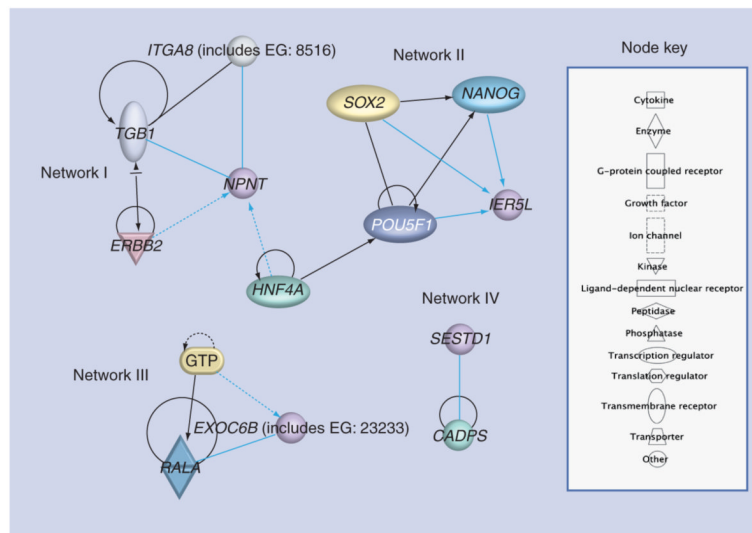 ITGA8 (includes EG: 8516)
Network II
Node key
SOX2
NANOG
TGB1
Network I
NPNT
IER5L
POU5F1
ERBB2
HNF4A
Network IV
SESTD1
GTP
Network III
EXOC6B (includes EG: 23233)
CADPS
RALA
Cytokine
Enzyme
G-protein coupled receptor
Growth factor
Ion channel
Kinase
Ligand-dependent nuclear receptor
Peptidase
Phosphatase
Transcription regulator
Translation regulator
Transmembrane receptor
Transporter
Other